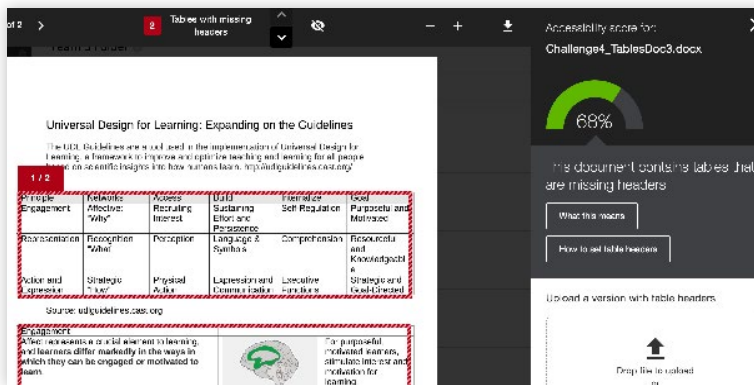 of 2
2
Tables with missing
headers
Accessibility score for:
Challenge4_TablesDoc3.docx
68%
This document contains tables that
are missing headers
What this means
How to set table headers
Upload a version with table headers
Drop file to upload
or
Universal Design for Learning: Expanding on the Guidelines
The UDL Guidelines are a tool used in the implementation of Universal Design for
Learning, a framework to improve and optimize teaching and learning for all people
based on scientific insights into how humans learn. http://udlguidelines.cast.org/
1 / 2
Principle Networks Access Build Internalize Goal
Engagement Affective: Recruiting Sustaining Self Regulation Purposeful and
"Why" Interest Effort and Motivated
Persistence
Representation Recognition Perception Language & Comprehension Resourceful
"What" Symbols and
Knowledgeabl
e
Action and Strategic Physical Expression and Executive Strategic and
Expression "How" Action Communication Functions Goal-Directed
Source: udlguidelines.cast.org
Engagement
Affect represents a crucial element to learning, For purposeful,
and learners differ markedly in the ways in motivated learners,
which they can be engaged or motivated to stimulate interest and
learn. motivation for
learning